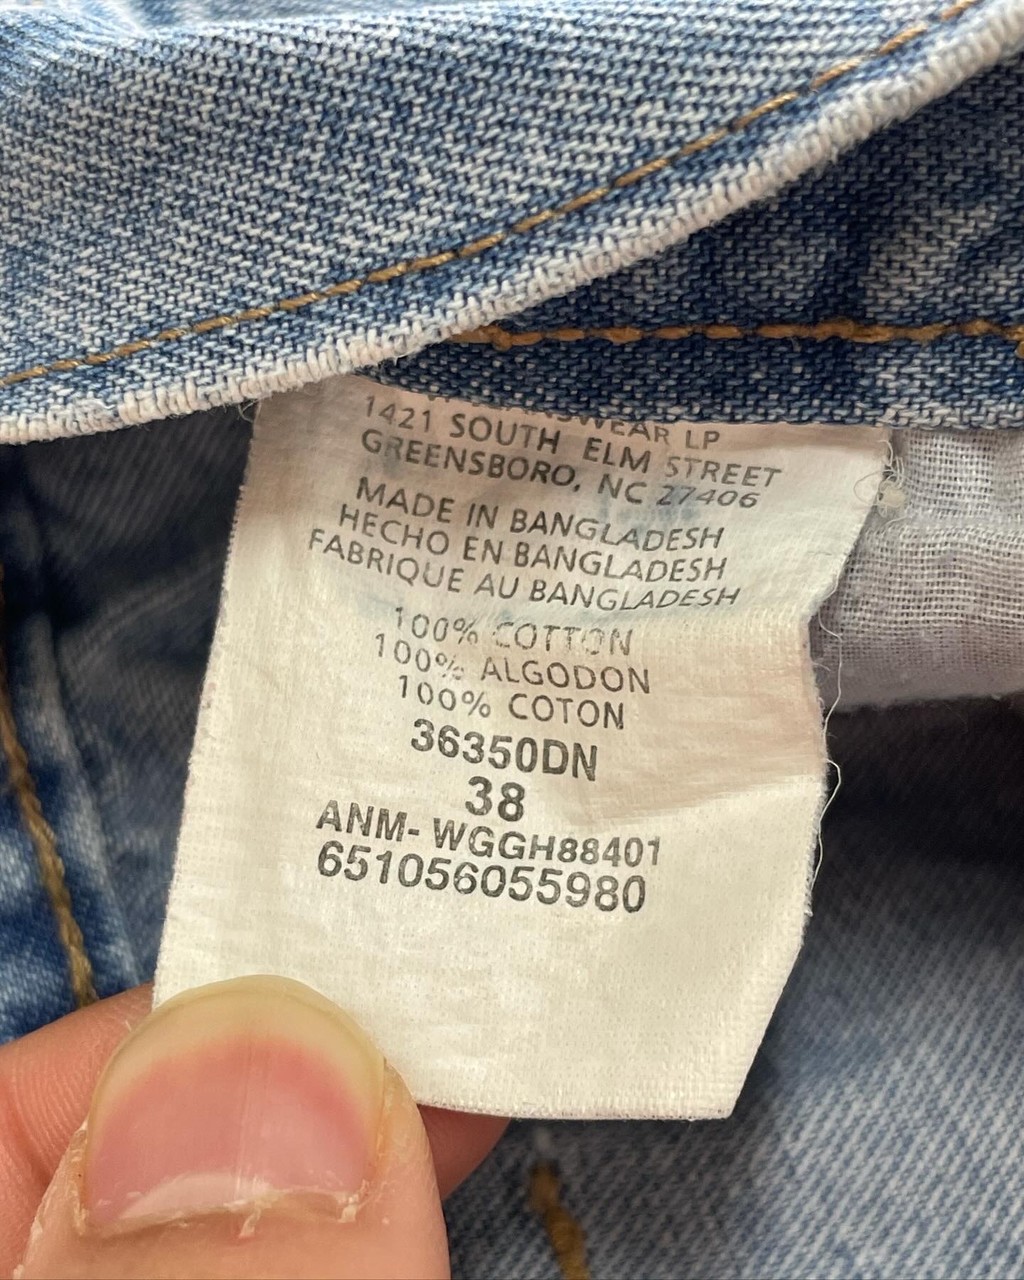 LP
1421 SOUTH ELM STREET
GREENSBORO, NC 27406
MADE IN BANGLADESH
HECHO EN BANGLADESH
FABRIQUE AU BANGLADESH
100% COTTON
100% ALGODON
100% COTON
36350DN
38
ANM- WGGH88401
651056055980